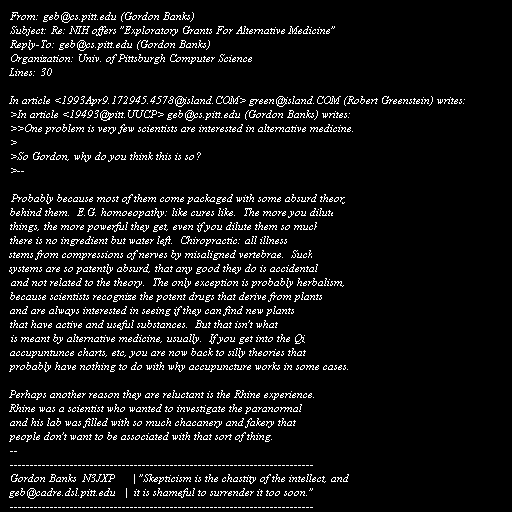 From: geb@cs.pitt.edu (Gordon Banks)
Subject: Re: NIH offers "Exploratory Grants For Alternative Medicine"
Reply-To: geb@cs.pitt.edu (Gordon Banks)
Organization: Univ. of Pittsburgh Computer Science
Lines: 30

In article <1993Apr9.172945.4578@island.COM> green@island.COM (Robert Greenstein) writes:
>In article <19493@pitt.UUCP> geb@cs.pitt.edu (Gordon Banks) writes:
>>One problem is very few scientists are interested in alternative medicine.
>
>So Gordon, why do you think this is so?
>--

Probably because most of them come packaged with some absurd theory
behind them.  E.G. homoeopathy: like cures like.  The more you dilute
things, the more powerful they get, even if you dilute them so much
there is no ingredient but water left.  Chiropractic: all illness
stems from compressions of nerves by misaligned vertebrae.  Such
systems are so patently absurd, that any good they do is accidental
and not related to the theory.  The only exception is probably herbalism,
because scientists recognize the potent drugs that derive from plants
and are always interested in seeing if they can find new plants
that have active and useful substances.  But that isn't what
is meant by alternative medicine, usually.  If you get into the Qi,
accupuntunce charts, etc, you are now back to silly theories that
probably have nothing to do with why accupuncture works in some cases.

Perhaps another reason they are reluctant is the Rhine experience.
Rhine was a scientist who wanted to investigate the paranormal
and his lab was filled with so much chacanery and fakery that
people don't want to be associated with that sort of thing.
--
----------------------------------------------------------------------------
Gordon Banks  N3JXP      | "Skepticism is the chastity of the intellect, and
geb@cadre.dsl.pitt.edu   |  it is shameful to surrender it too soon."
----------------------------------------------------------------------------